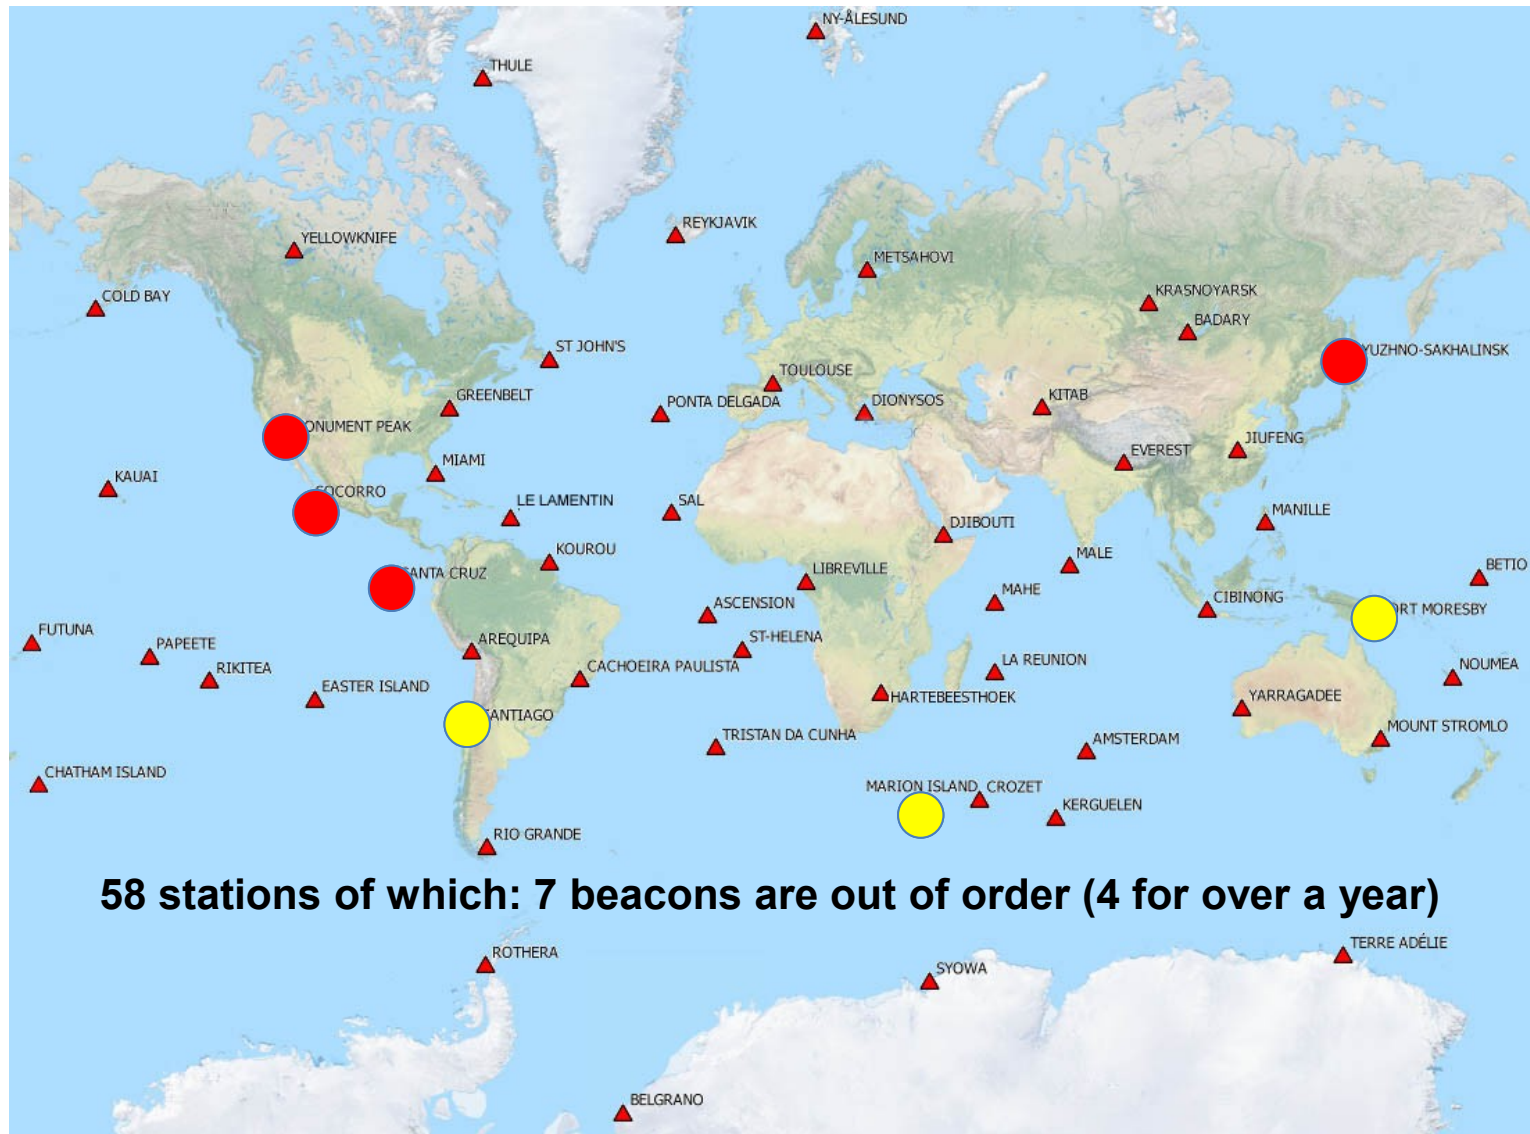 NY-ÅLESUND
THULE
REYKJAVIK
YELLOWKNIFE
METSAHOVI
COLD BAY
KRASNOYARSK
BADARY
ST JOHN'S
YUZHNO-SAKHALINSK
TOULOUSE
GREENBELT
PONTA DELGADA
DIONYSOS
KITAB
ONUMENT PEAK
JIUFENG
EVEREST
MIAMI
KAUAI
SOCORRO
LE LAMENTIN
SAL
MANILLE
DJIBOUTI
KOUROU
MALE
BETIO
SANTA CRUZ
LIBREVILLE
MAHE
CIBINONG
ASCENSION
ORT MORESBY
FUTUNA
PAPEETE
AREQUIPA
ST-HELENA
RIKITEA
CACHOEIRA PAULISTA
LA REUNION
NOUMEA
EASTER ISLAND
HARTEBEESTHOEK
YARRAGADEE
SANTIAGO
MOUNT STROMLO
TRISTAN DA CUNHA
AMSTERDAM
CHATHAM ISLAND
MARION ISLAND
CROZET
KERGUELEN
RIO GRANDE
58 stations of which: 7 beacons are out of order (4 for over a year)
ROTHERA
SYOWA
TERRE ADÉLIE
BELGRANO